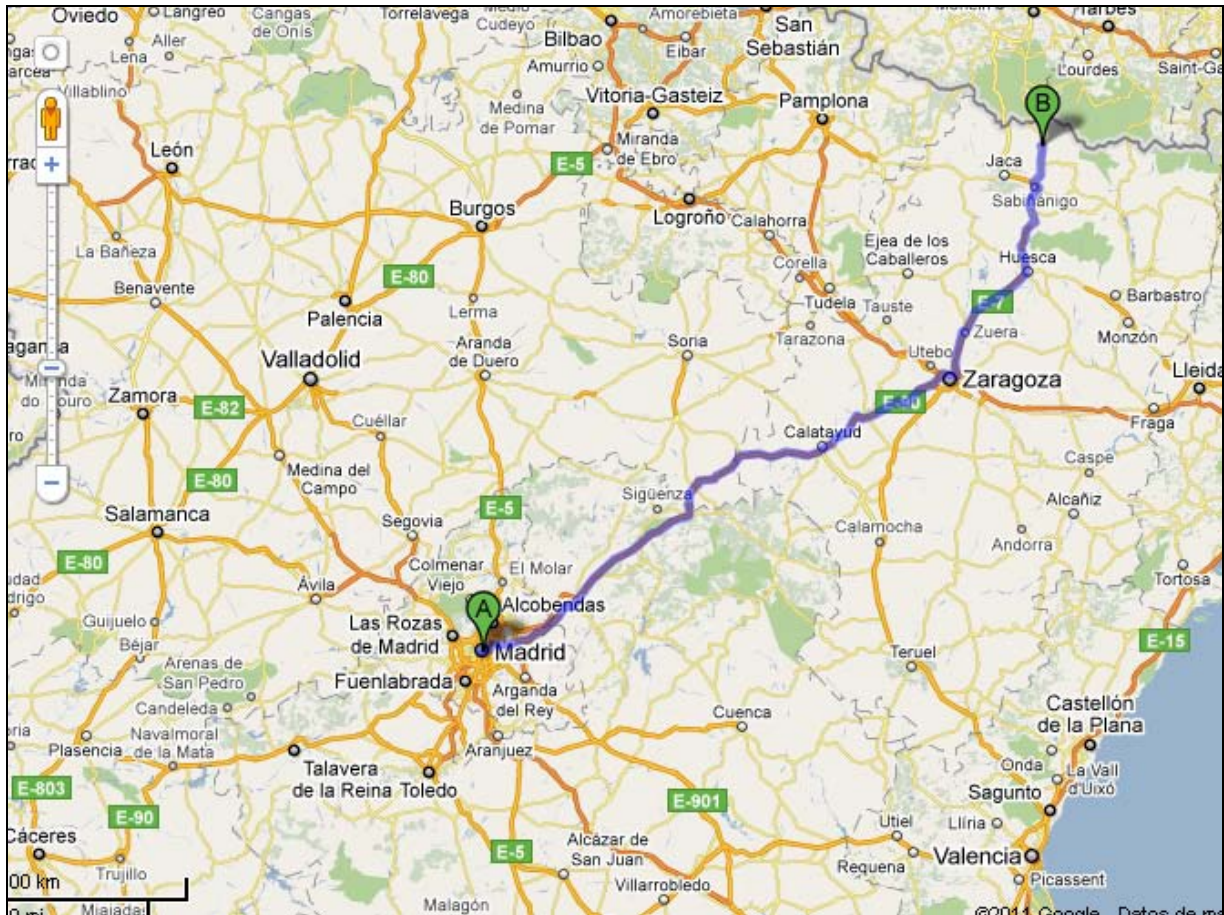 Oviedo
Langreo
Cangas
de Onís
Torrelavega
Medio
Cudeyo
Amorebieta
San
Sebastián
Tarbes
Aller
Lena
Bilbao
Eibar
Lourdes
Saint-Ga
Amurrio
Villablino
Medina
de Pomar
Vitoria-Gasteiz
Pamplona
B
León
E-5
Miranda
de Ebro
Jaca
Sabiñánigo
Burgos
Logroño
Calahorra
La Bañeza
Ejea de los
Caballeros
Huesca
E-80
Corella
Benavente
Lerma
Tudela
Tauste
E-7
Barbastro
Palencia
Zuera
Monzón
Aranda
de Duero
Soria
Tarazona
Utebo
Valladolid
Zaragoza
Lleida
Zamora
E-82
Cuéllar
Fraga
Calatayud
Medina del
Campo
E-80
Caspe
Sigüenza
Alcañiz
Salamanca
Segovia
E-5
Calamocha
Andorra
E-80
Colmenar
Viejo
El Molar
Tortosa
Ávila
A
Alcobendas
Guijuelo
Las Rozas
de Madrid
E-15
Béjar
Madrid
Arenas de
San Pedro
Fuenlabrada
Teruel
Arganda
del Rey
Candeleda
Castellón
de la Plana
Cuenca
Navalmoral
de la Mata
Plasencia
Aranjuez
Onda
La Vall
d'Uixó
Talavera
de la Reina
Toledo
E-803
E-901
Sagunto
E-90
Utiel
Llíria
Cáceres
Alcázar de
San Juan
E-5
Valencia
Requena
Trujillo
Picassent
00 km
Villarrobledo
Malagón
Miajadas
©2011 Google - Datos de m